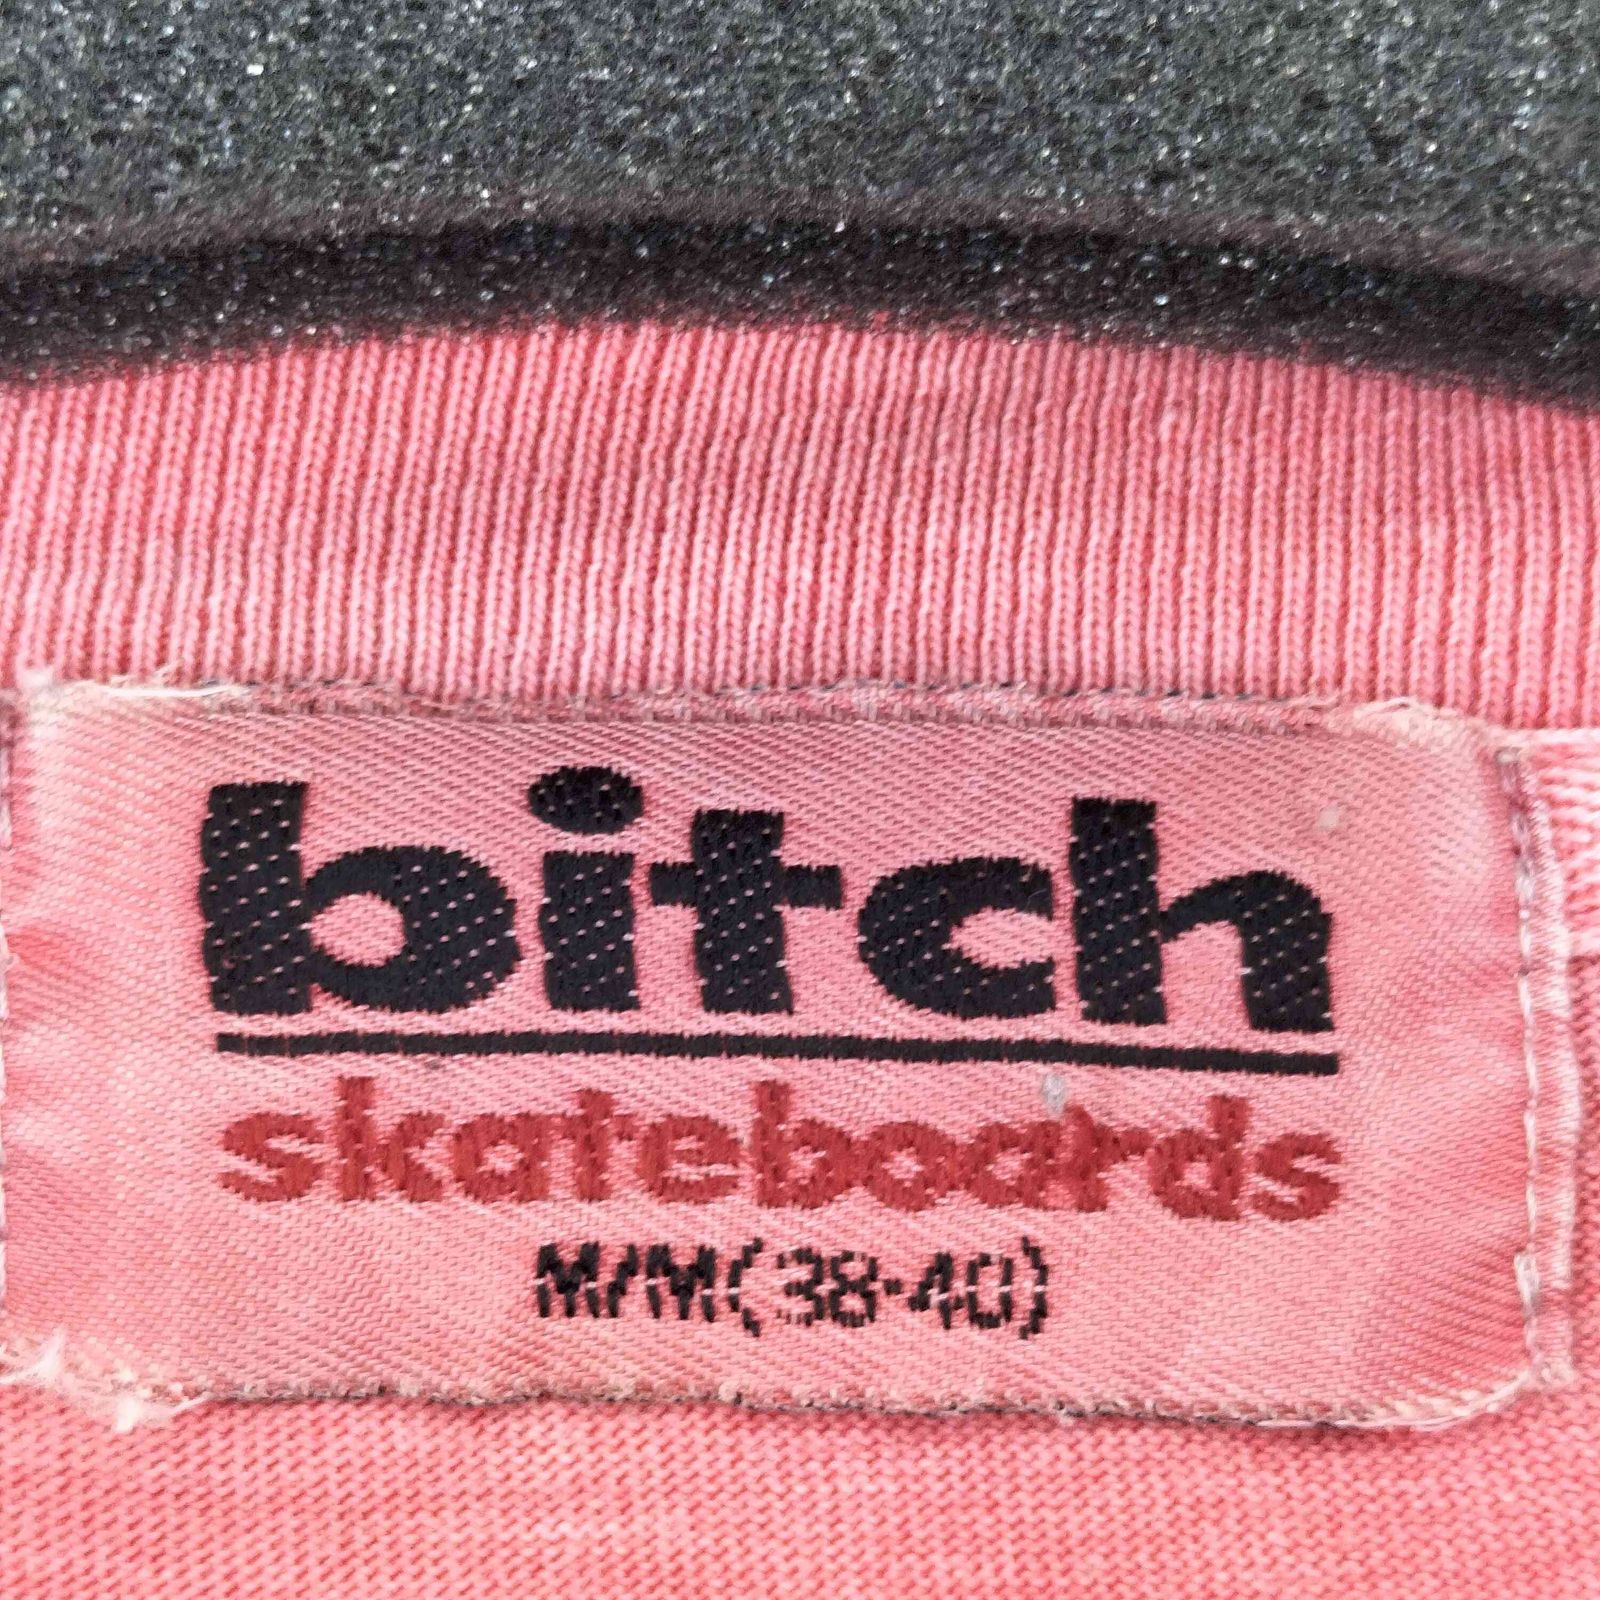 bitch
skateboards
M/M(38-40)